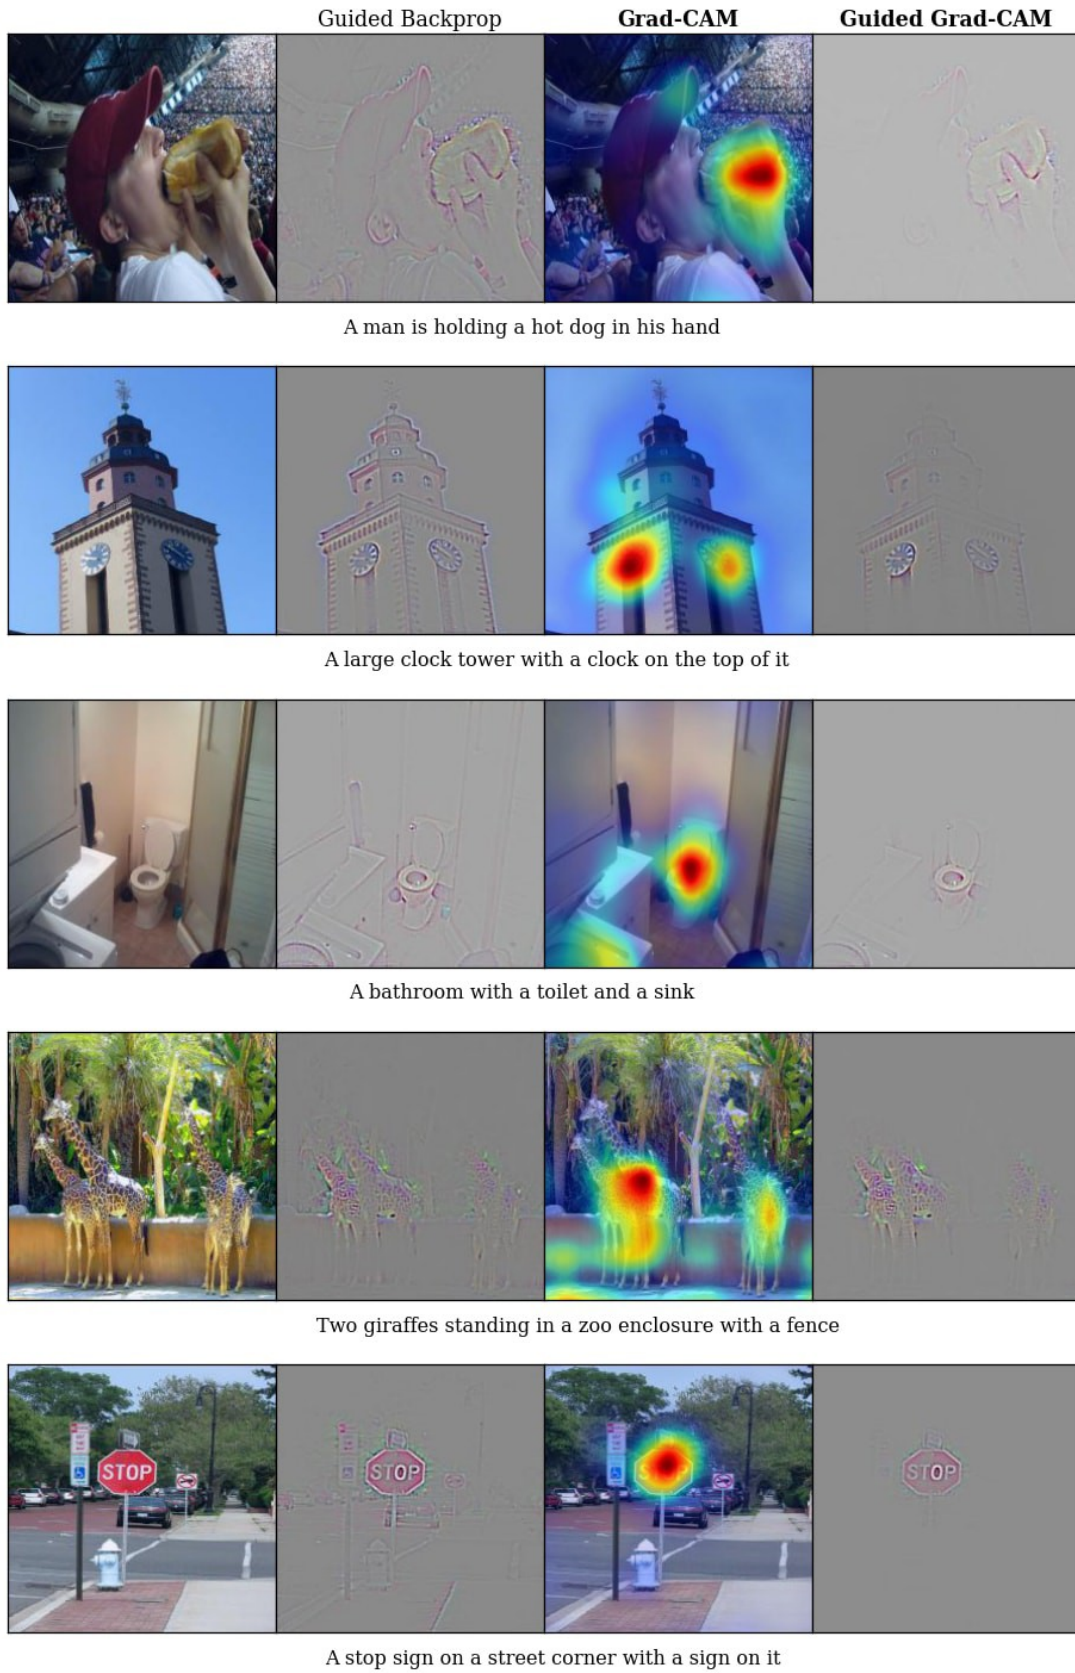 Guided Backprop Grad-CAM Guided Grad-CAM
A man is holding a hot dog in his hand
A large clock tower with a clock on the top of it
A bathroom with a toilet and a sink
Two giraffes standing in a zoo enclosure with a fence
STOP STOP STOP STOP
A stop sign on a street corner with a sign on it